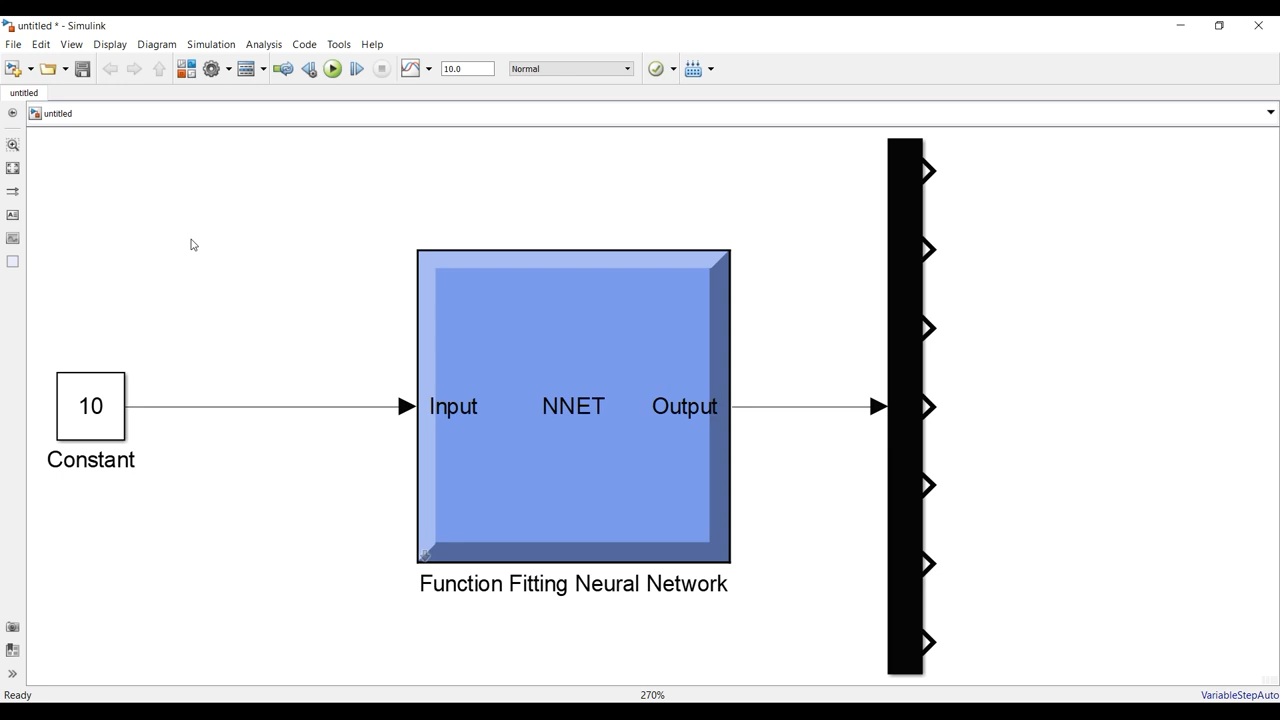 untitled * - Simulink
File Edit View Display Diagram Simulation Analysis Code Tools Help
10.0 Normal
untitled
untitled
10
Constant
Input NNET Output
Function Fitting Neural Network
Ready 270% VariableStepAuto